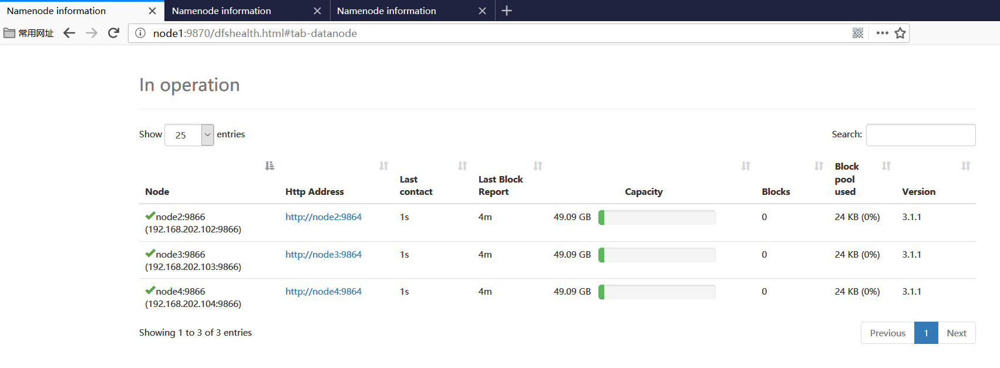 Namenode information
Namenode information
Namenode information
常用网址
node1:9870/dfshealth.html#tab-datanode
In operation
Show 25 entries
Search:
Node Http Address Last contact Last Block Report Capacity Blocks Block pool used Version
node2:9866 http://node2:9864 1s 4m 49.09 GB 0 24 KB (0%) 3.1.1
(192.168.202.102:9866)
node3:9866 http://node3:9864 1s 4m 49.09 GB 0 24 KB (0%) 3.1.1
(192.168.202.103:9866)
node4:9866 http://node4:9864 1s 4m 49.09 GB 0 24 KB (0%) 3.1.1
(192.168.202.104:9866)
Showing 1 to 3 of 3 entries
Previous 1 Next